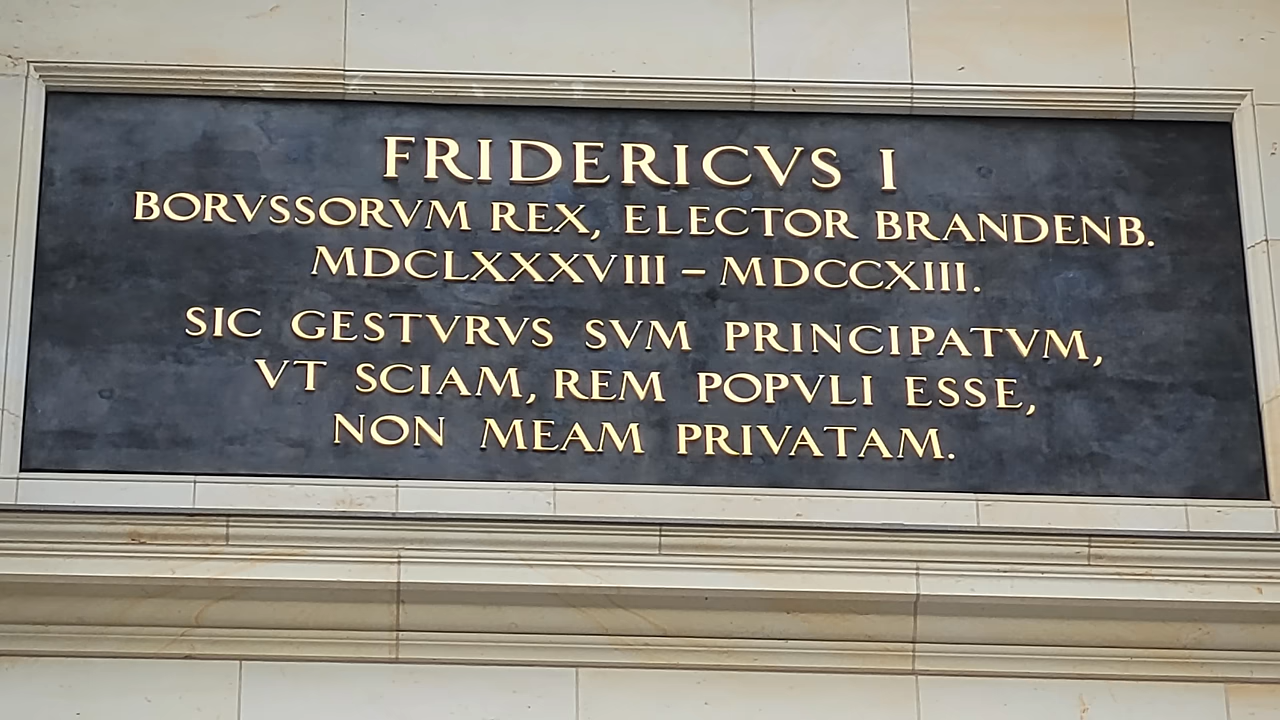 FRIDERICVS I
BORVSSORVM REX, ELECTOR BRANDENB.
MDCLXXXVIII – MDCCXIII.
SIC GESTVRVS SVM PRINCIPATVM,
VT SCIAM, REM POPVLI ESSE,
NON MEAM PRIVATAM.